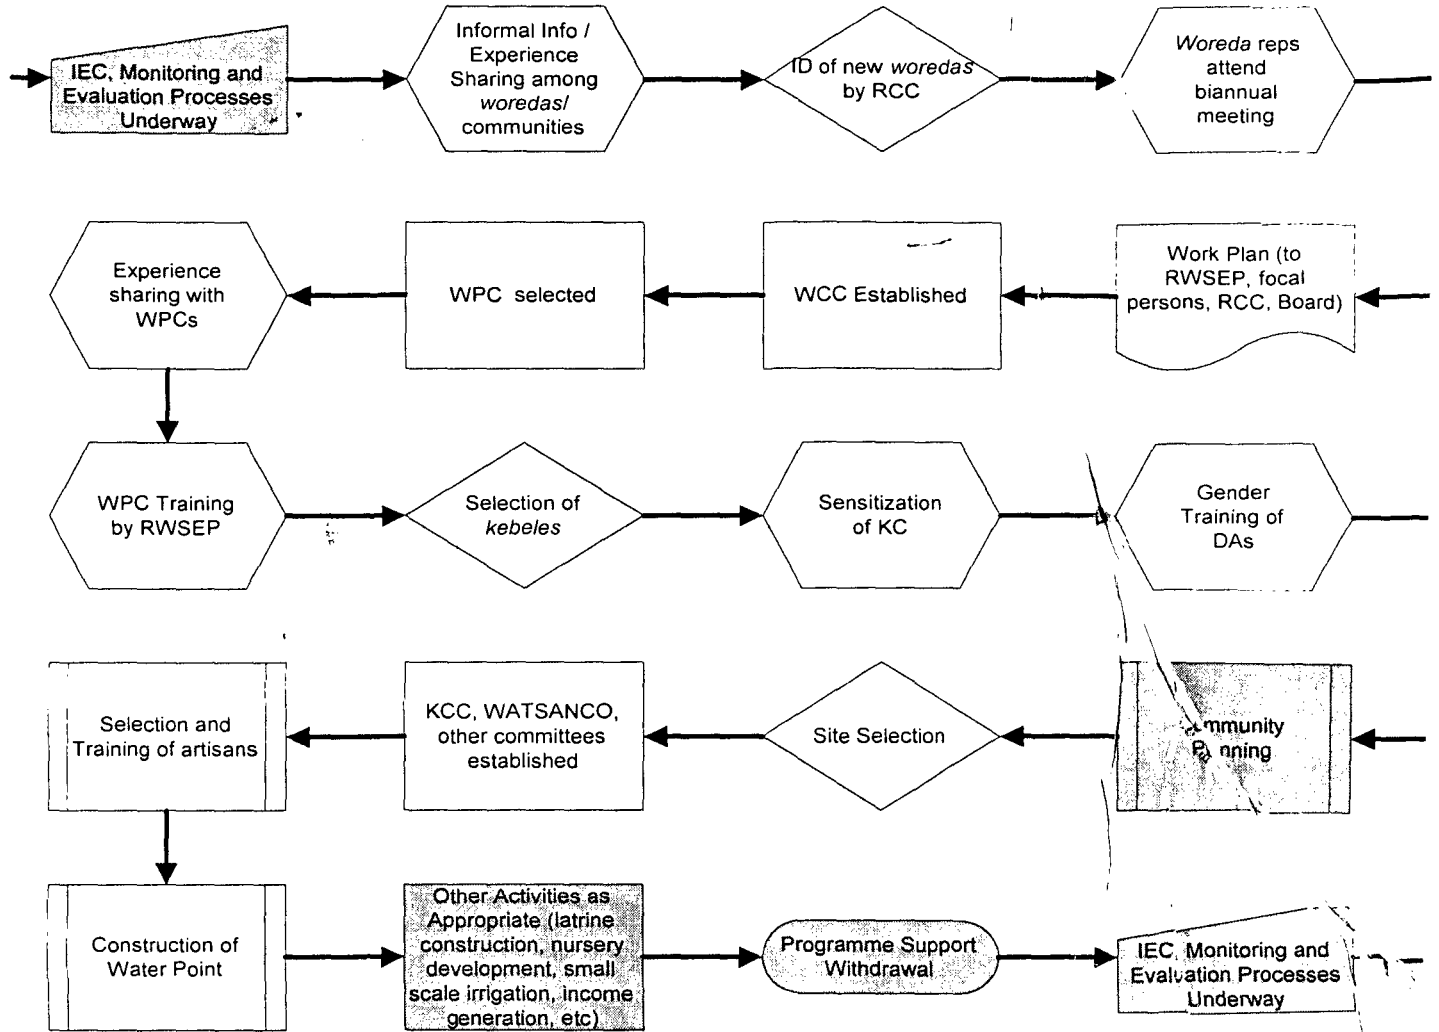 IEC, Monitoring and
Evaluation Processes
Underway
Informal Info /
Experience
Sharing among
woredas/
communities
ID of new woredas
by RCC
Woreda reps
attend
biannual
meeting
Experience
sharing with
WPCs
WPC selected
WCC Established
Work Plan (to
RWSEP, focal
persons, RCC, Board)
WPC Training
by RWSEP
Selection of
kebeles
Sensitization
of KC
Gender
Training of
DAs
Selection and
Training of artisans
KCC, WATSANCO,
other committees
established
Site Selection
mmunity
nning
Construction of
Water Point
Other Activities as
Appropriate (latrine
construction, nursery
development, small
scale irrigation, income
generation, etc)
Programme Support
Withdrawal
IEC, Monitoring and
Evaluation Processes
Underway